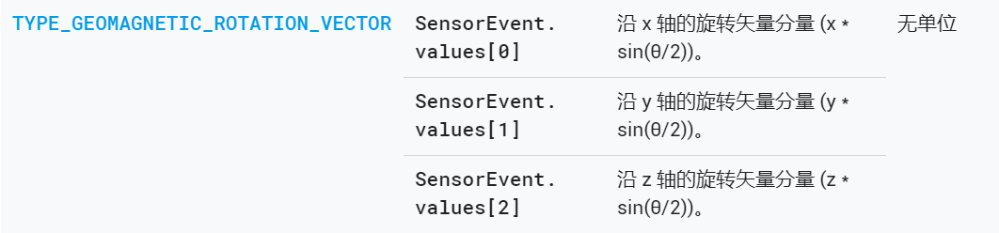 TYPE_GEOMAGNETIC_ROTATION_VECTOR
SensorEvent.
values[0]
沿 x 轴的旋转矢量分量 (x *
sin(θ/2))。
无单位
SensorEvent.
values[1]
沿 y 轴的旋转矢量分量 (y *
sin(θ/2))。
SensorEvent.
values[2]
沿 z 轴的旋转矢量分量 (z *
sin(θ/2))。